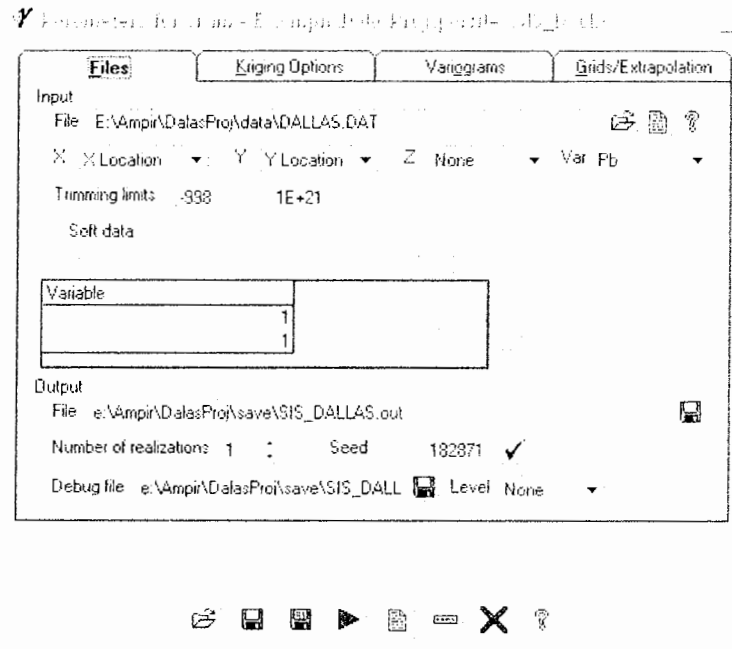 Files Kriging Options Variograms Grids/Extrapolation
Input
File E:\Ampir\DalasProj\data\DALLAS.DAT
X X Location Y Y Location Z None Var Pb
Trimming limits -998 1E+21
Soft data
Variable
1
1
Output
File e:\Ampir\DalasProj\save\SIS_DALLAS.out
Number of realizations 1 Seed 182871
Debug file e:\Ampir\DalasProj\save\SIS_DALL Level None